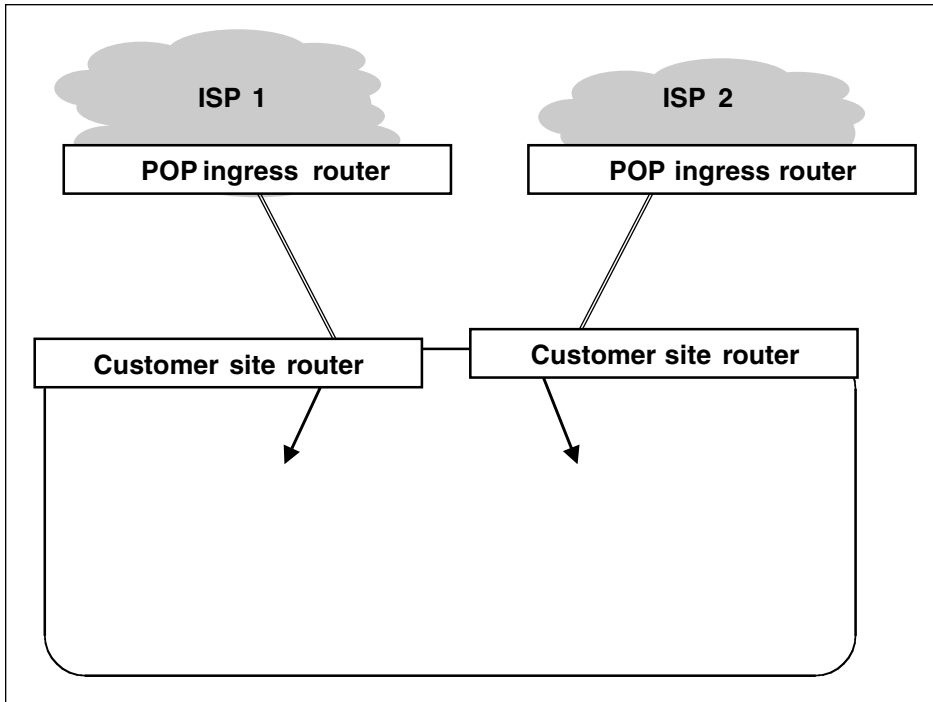 ISP 1
ISP 2
POP ingress router
POP ingress router
Customer site router
Customer site router